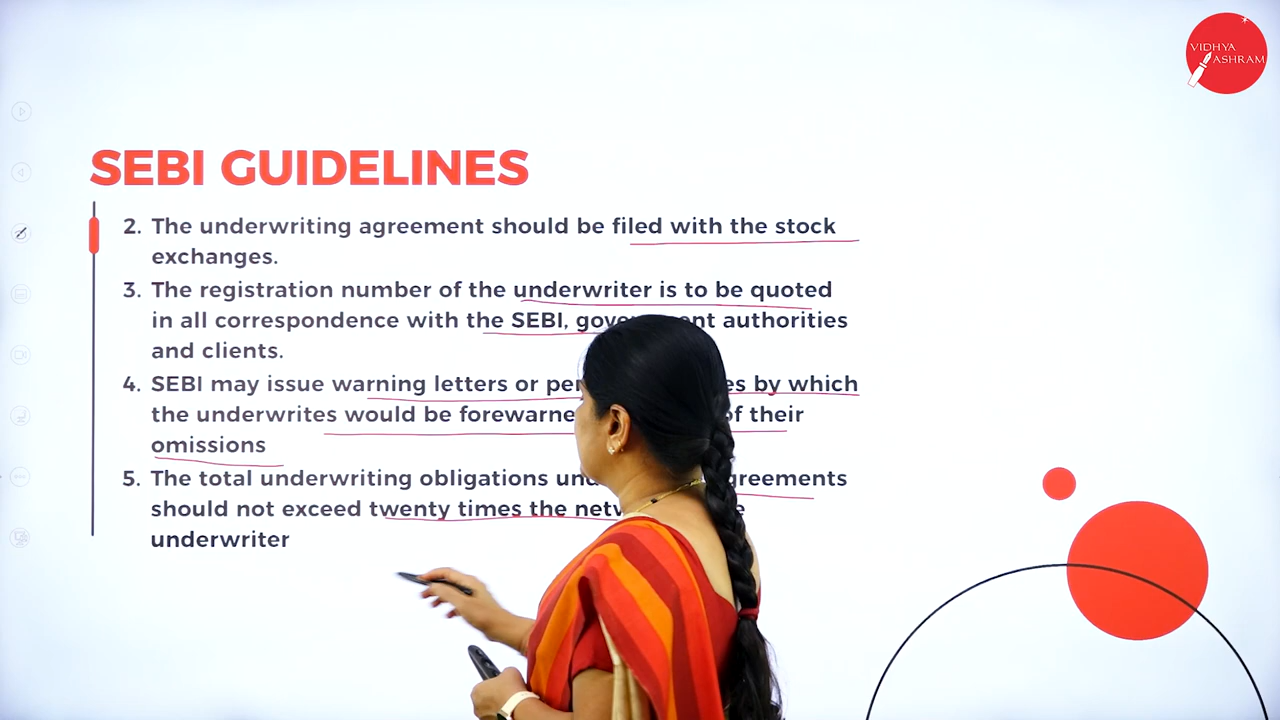 VIDHYA
ASHRAM
SEBI GUIDELINES
2. The underwriting agreement should be filed with the stock
exchanges.
3. The registration number of the underwriter is to be quoted
in all correspondence with the SEBI, authorities
and clients.
4. SEBI may issue warning letters or by which
the underwrites would be of their
omissions
5. The total underwriting obligations
should not exceed twenty times the
underwriter